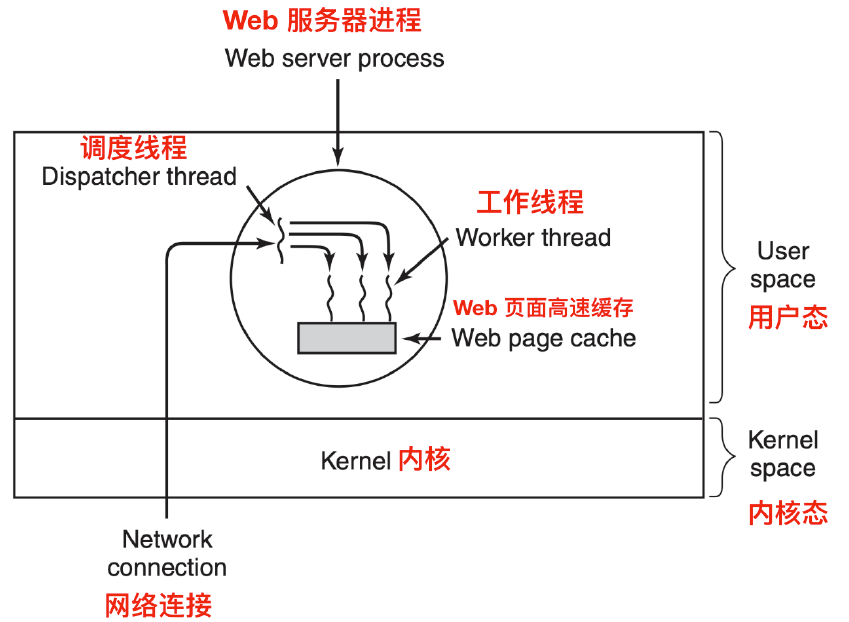 Web 服务器进程
Web server process
调度线程
Dispatcher thread
工作线程
Worker thread
Web 页面高速缓存
Web page cache
User
space
用户态
Kernel 内核
Kernel
space
内核态
Network
connection
网络连接